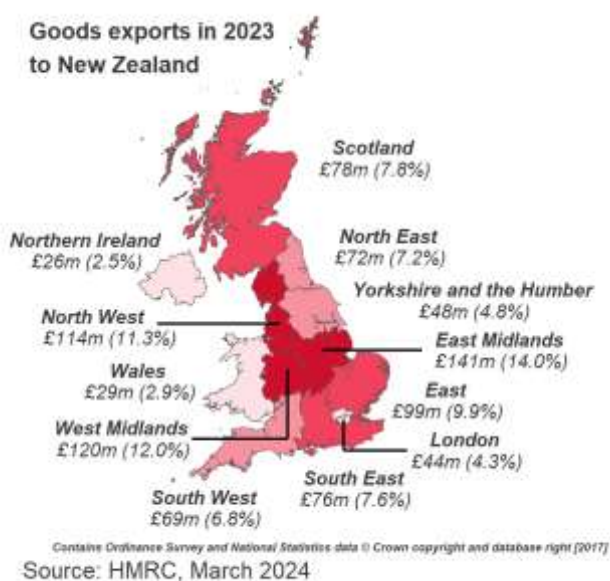 Goods exports in 2023
to New Zealand
Scotland
£78m (7.8%)
Northern Ireland
£26m (2.5%)
North East
£72m (7.2%)
Yorkshire and the Humber
£48m (4.8%)
North West
£114m (11.3%)
East Midlands
£141m (14.0%)
Wales
£29m (2.9%)
East
£99m (9.9%)
West Midlands
£120m (12.0%)
London
£44m (4.3%)
South East
£76m (7.6%)
South West
£69m (6.8%)
Contains Ordinance Survey and National Statistics data © Crown copyright and database right [2017]
Source: HMRC, March 2024